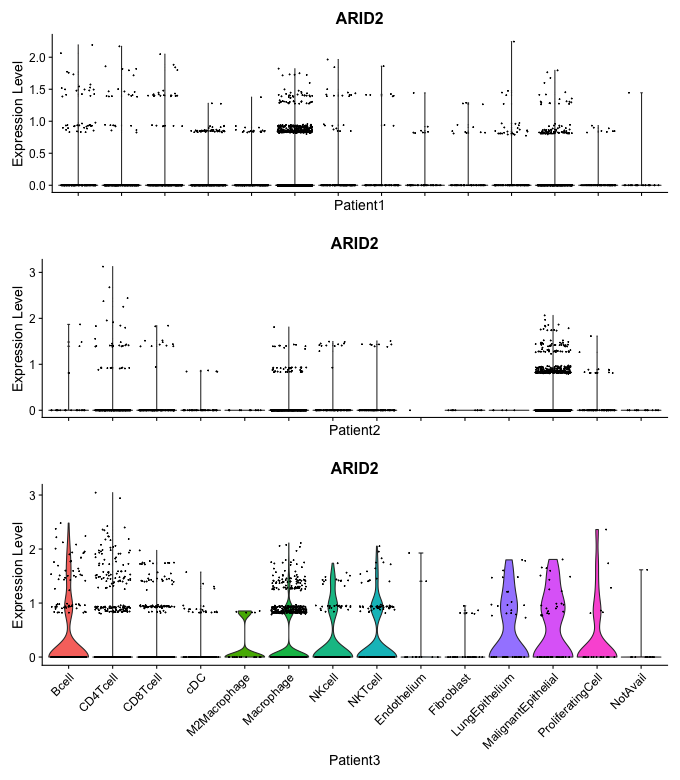 ARID2
Expression Level
2.0
1.5
1.0
0.5
0.0
Patient1
ARID2
Expression Level
3
2
1
0
Patient2
ARID2
Expression Level
3
2
1
0
Bcell
CD4Tcell
CD8Tcell
cDC
M2Macrophage
Macrophage
NKcell
NKTcell
Endothelium
Fibroblast
LungEpithelium
MalignantEpithelial
ProliferatingCell
NotAvail
Patient3